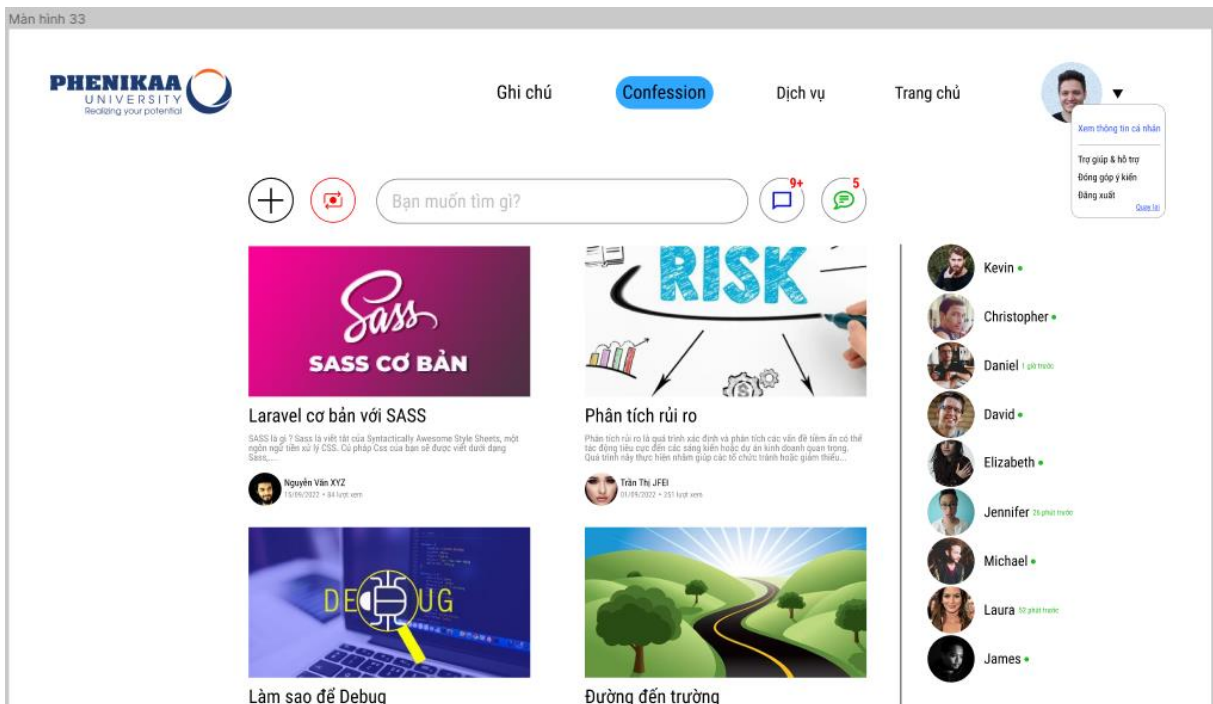 Màn hình 33
PHENIKAA
UNIVERSITY
Realizing your potential
Ghi chú
Confession
Dịch vụ
Trang chủ
Xem thông tin cá nhân
Trợ giúp & hỗ trợ
Đóng góp ý kiến
Đăng xuất
Quay lại
Bạn muốn tìm gì?
9+
5
Sass
SASS CƠ BẢN
RISK
Laravel cơ bản với SASS
SASS là gì ? Sass là viết tắt của Syntactically Awesome Style Sheets, một
ngôn ngữ tiền xử lý CSS. Cú pháp Css của bạn sẽ được viết dưới dạng
Sass,...
Nguyễn Văn XYZ
15/09/2022 • 84 lượt xem
Phân tích rủi ro
Phân tích rủi ro là quá trình xác định và phân tích các vấn đề tiềm ẩn có thể
tác động tiêu cực đến các sáng kiến hoặc dự án kinh doanh quan trọng.
Quá trình này thực hiện nhằm giúp các tổ chức tránh hoặc giảm thiểu...
Trần Thị JFEI
01/09/2022 • 251 lượt xem
DEBUG
Làm sao để Debug
Đường đến trường
Kevin
Christopher
Daniel 1 giờ trước
David
Elizabeth
Jennifer 26 phút trước
Michael
Laura 52 phút trước
James